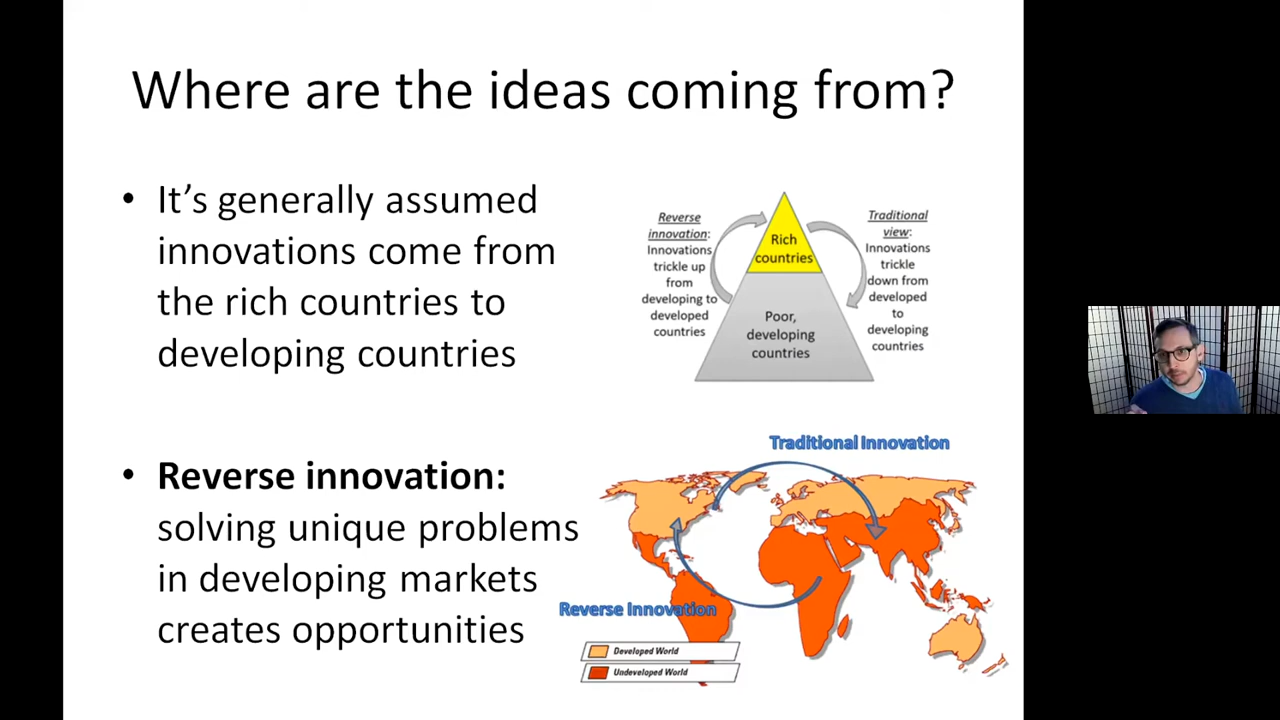 Where are the ideas coming from?
• It's generally assumed
innovations come from
the rich countries to
developing countries
Reverse
innovation:
Innovations
trickle up
from
developing to
developed
countries
Rich
countries
Poor,
developing
countries
Traditional
view:
Innovations
trickle
down from
developed
to
developing
countries
• Reverse innovation:
solving unique problems
in developing markets
creates opportunities
Traditional Innovation
Reverse Innovation
Developed World
Undeveloped World